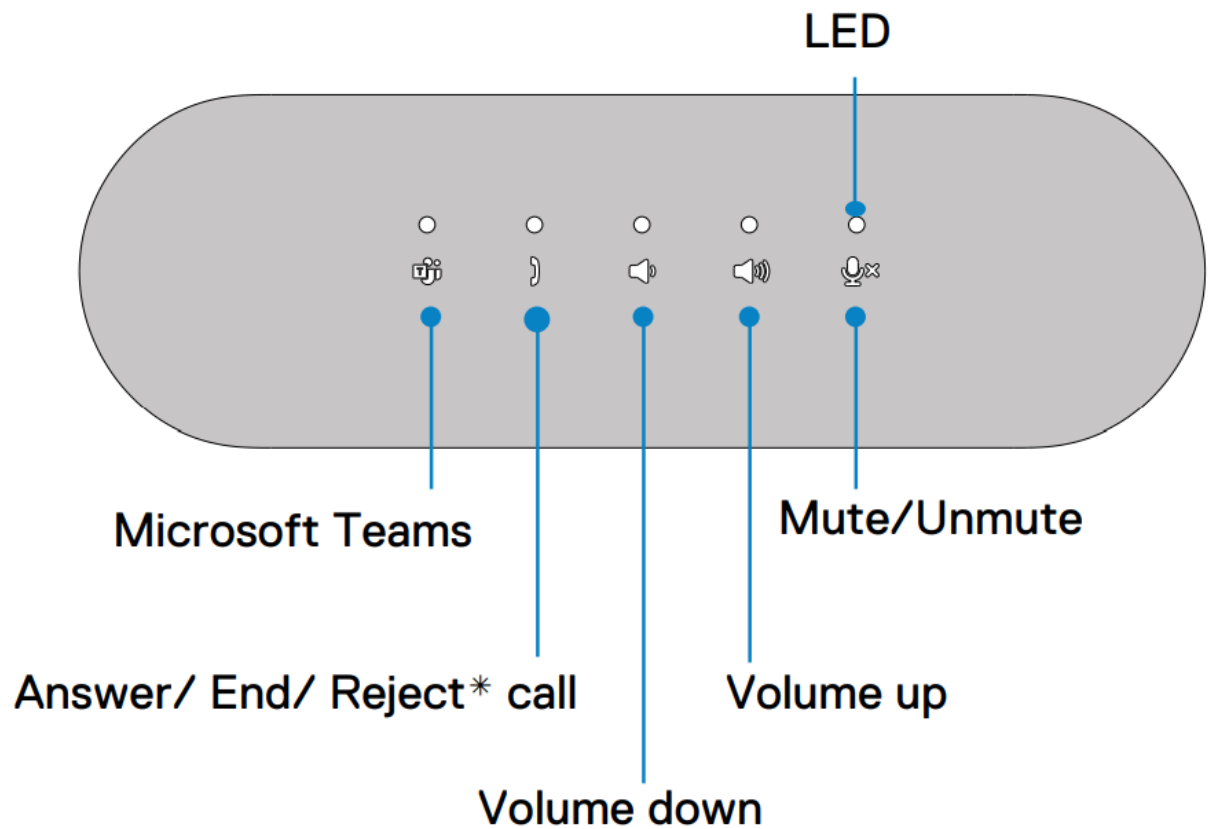 LED
Microsoft Teams
Mute/Unmute
Answer/ End/ Reject* call
Volume up
Volume down